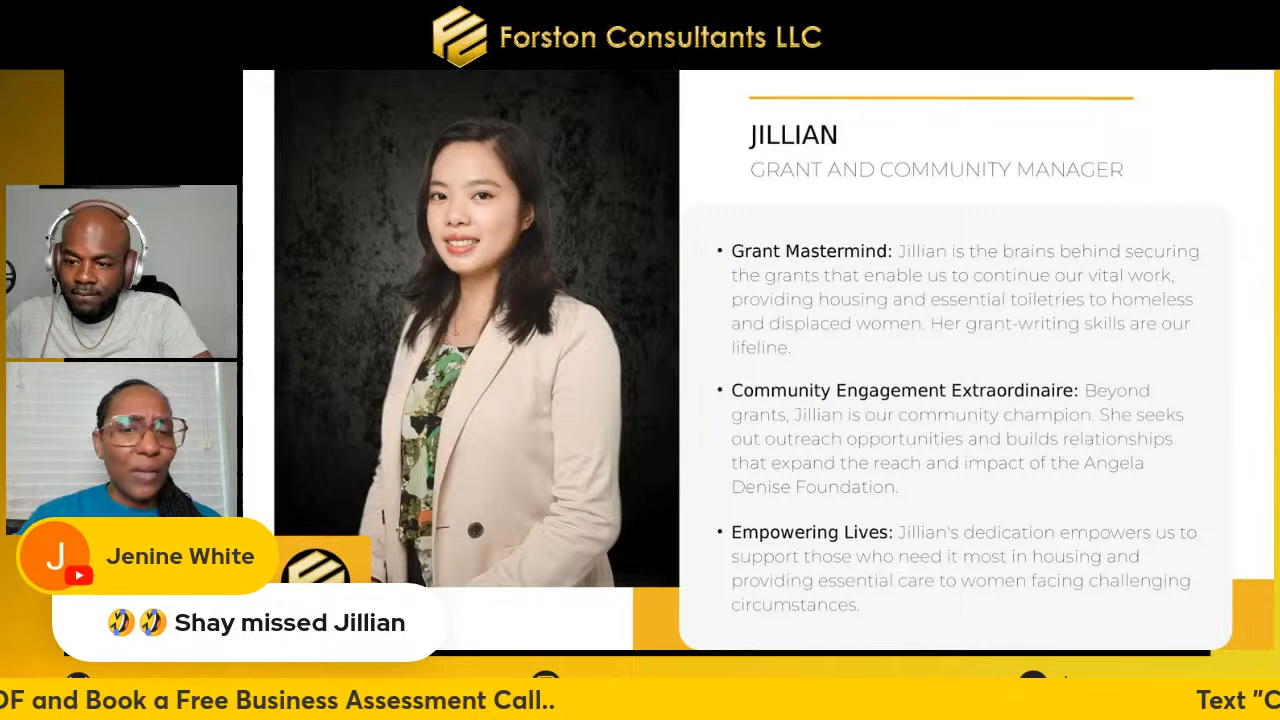 Forston Consultants LLC
JILLIAN
GRANT AND COMMUNITY MANAGER
• Grant Mastermind: Jillian is the brains behind securing
the grants that enable us to continue our vital work,
providing housing and essential toiletries to homeless
and displaced women. Her grant-writing skills are our
lifeline.
• Community Engagement Extraordinaire: Beyond
grants, Jillian is our community champion. She seeks
out outreach opportunities and builds relationships
that expand the reach and impact of the Angela
Denise Foundation.
• Empowering Lives: Jillian's dedication empowers us to
support those who need it most in housing and
providing essential care to women facing challenging
circumstances.
J Jenine White
🤣🤣 Shay missed Jillian
DF and Book a Free Business Assessment Call.. Text "C